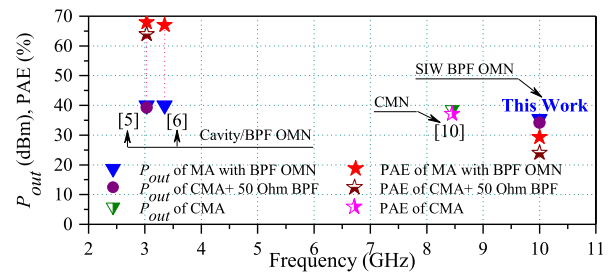 70
60
50
40
30
20
10
0
P_out (dBm), PAE (%)
SIW BPF OMN
This Work
CMN
[5]
[6]
[10]
Cavity/BPF OMN
P_out of MA with BPF OMN
PAE of MA with BPF OMN
P_out of CMA+ 50 Ohm BPF
PAE of CMA+ 50 Ohm BPF
P_out of CMA
PAE of CMA
2 3 4 5 6 7 8 9 10 11
Frequency (GHz)